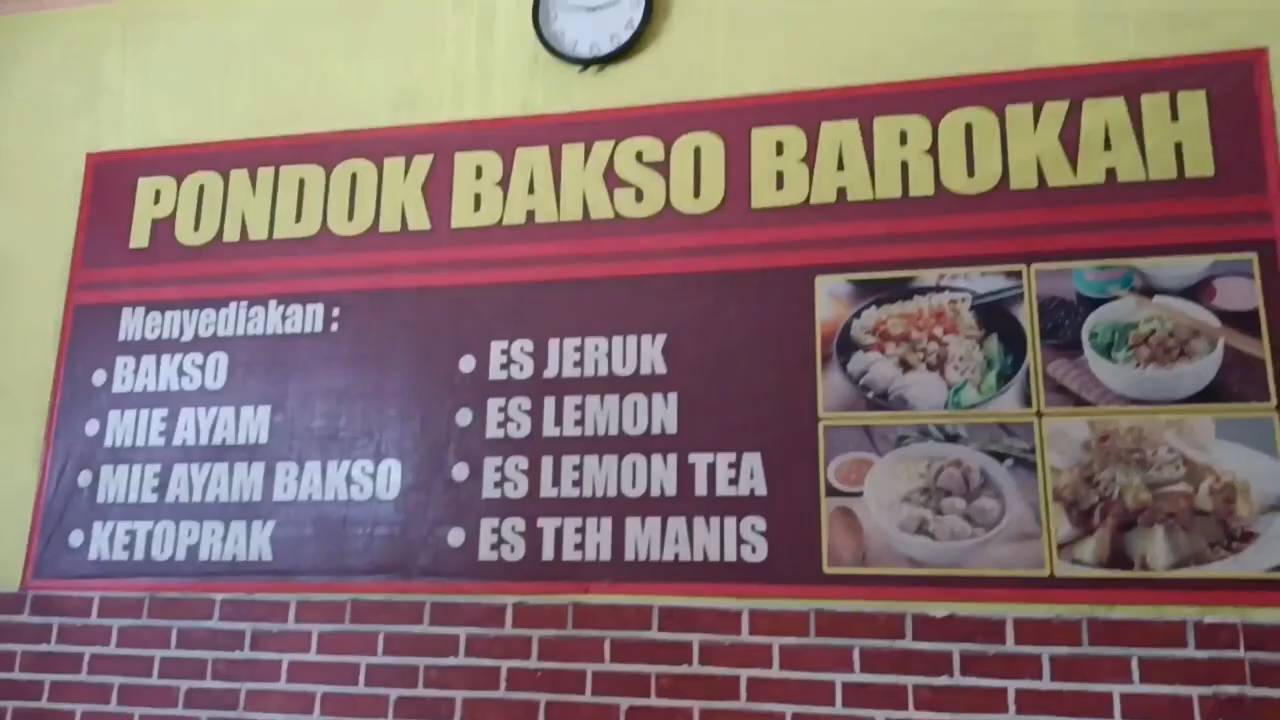 PONDOK BAKSO BAROKAH
Menyediakan :
• BAKSO
• MIE AYAM
• MIE AYAM BAKSO
• KETOPRAK
• ES JERUK
• ES LEMON
• ES LEMON TEA
• ES TEH MANIS